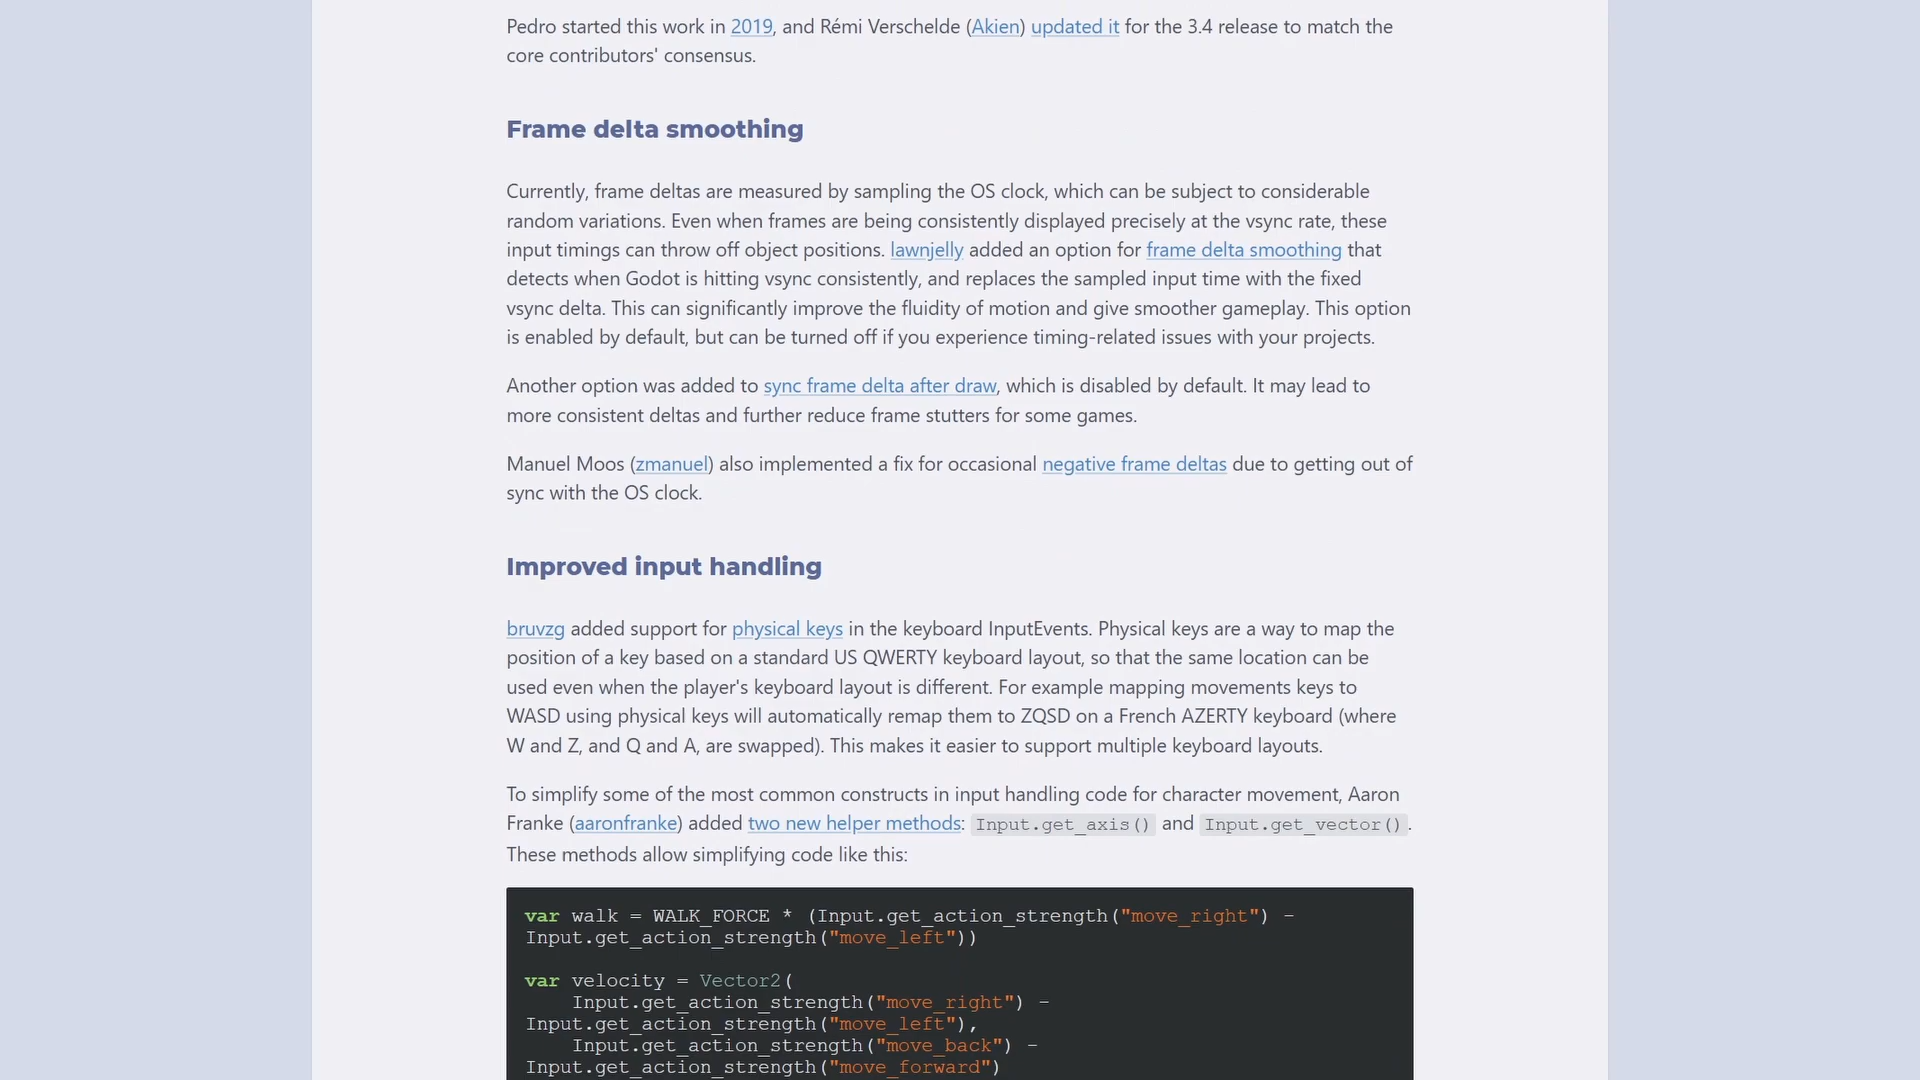 Pedro started this work in 2019, and Rémi Verschelde (Akien) updated it for the 3.4 release to match the
core contributors' consensus.
Frame delta smoothing
Currently, frame deltas are measured by sampling the OS clock, which can be subject to considerable
random variations. Even when frames are being consistently displayed precisely at the vsync rate, these
input timings can throw off object positions. lawnjelly added an option for frame delta smoothing that
detects when Godot is hitting vsync consistently, and replaces the sampled input time with the fixed
vsync delta. This can significantly improve the fluidity of motion and give smoother gameplay. This option
is enabled by default, but can be turned off if you experience timing-related issues with your projects.
Another option was added to sync frame delta after draw, which is disabled by default. It may lead to
more consistent deltas and further reduce frame stutters for some games.
Manuel Moos (zmanuel) also implemented a fix for occasional negative frame deltas due to getting out of
sync with the OS clock.
Improved input handling
bruvzg added support for physical keys in the keyboard InputEvents. Physical keys are a way to map the
position of a key based on a standard US QWERTY keyboard layout, so that the same location can be
used even when the player's keyboard layout is different. For example mapping movements keys to
WASD using physical keys will automatically remap them to ZQSD on a French AZERTY keyboard (where
W and Z, and Q and A, are swapped). This makes it easier to support multiple keyboard layouts.
To simplify some of the most common constructs in input handling code for character movement, Aaron
Franke (aaronfranke) added two new helper methods: Input.get_axis() and Input.get_vector().
These methods allow simplifying code like this:
var walk = WALK_FORCE * (Input.get_action_strength("move_right") -
Input.get_action_strength("move_left"))
var velocity = Vector2(
    Input.get_action_strength("move_right") -
Input.get_action_strength("move_left"),
    Input.get_action_strength("move_back") -
Input.get_action_strength("move_forward")